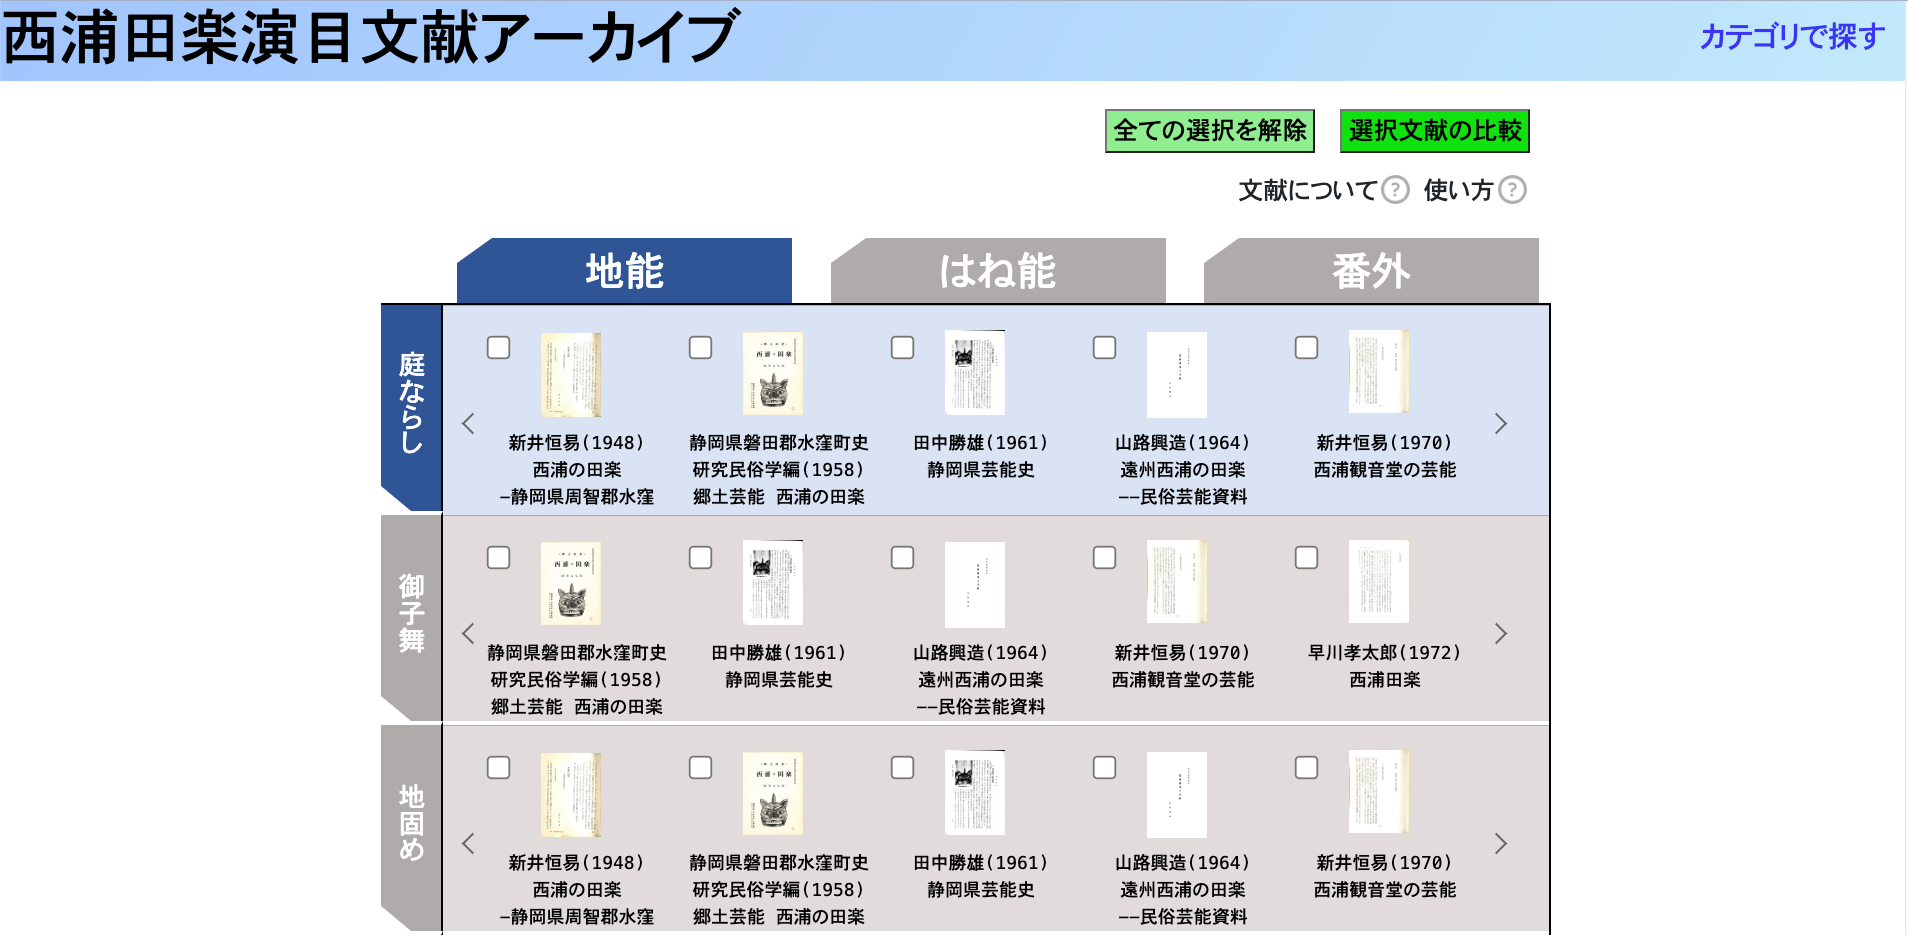 西浦田楽演目文献アーカイブ
カテゴリで探す
全ての選択を解除
選択文献の比較
文献について?
使い方?
地能
はね能
番外
庭ならし
新井恒易(1948)
西浦の田楽
—静岡県周智郡水窪
静岡県磐田郡水窪町史
研究民俗学編(1958)
郷土芸能 西浦の田楽
田中勝雄(1961)
静岡県芸能史
山路興造(1964)
遠州西浦の田楽
——民俗芸能資料
新井恒易(1970)
西浦観音堂の芸能
御子舞
静岡県磐田郡水窪町史
研究民俗学編(1958)
郷土芸能 西浦の田楽
田中勝雄(1961)
静岡県芸能史
山路興造(1964)
遠州西浦の田楽
——民俗芸能資料
新井恒易(1970)
西浦観音堂の芸能
早川孝太郎(1972)
西浦田楽
地固め
新井恒易(1948)
西浦の田楽
—静岡県周智郡水窪
静岡県磐田郡水窪町史
研究民俗学編(1958)
郷土芸能 西浦の田楽
田中勝雄(1961)
静岡県芸能史
山路興造(1964)
遠州西浦の田楽
——民俗芸能資料
新井恒易(1970)
西浦観音堂の芸能